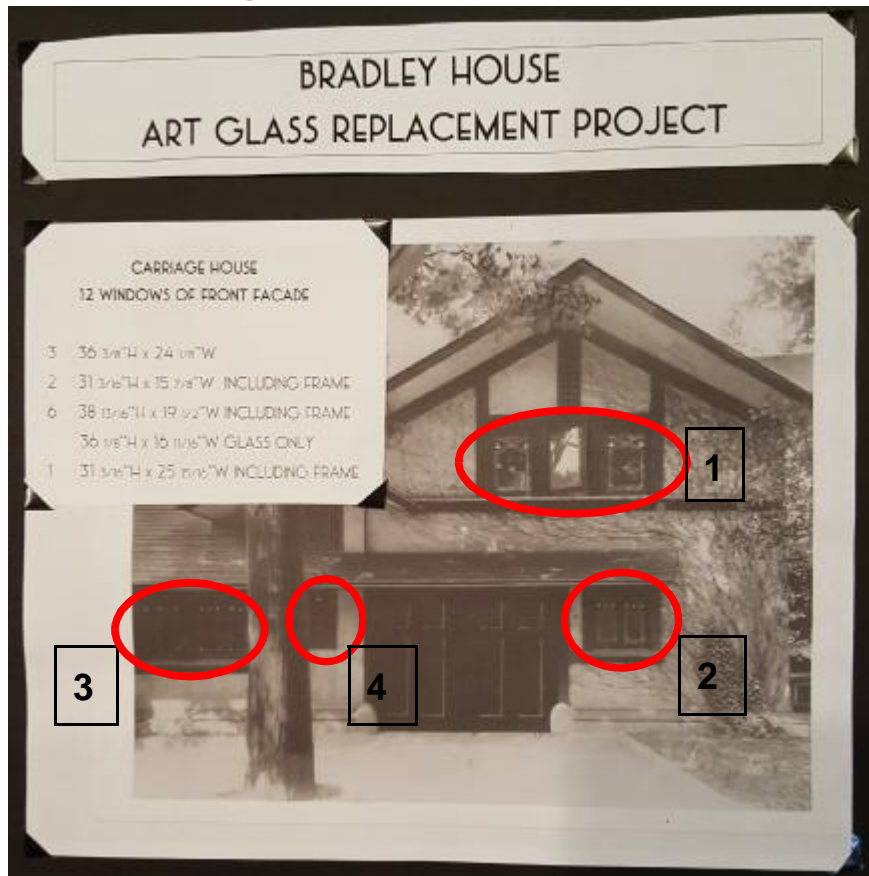 BRADLEY HOUSE
ART GLASS REPLACEMENT PROJECT
CARRIAGE HOUSE
12 WINDOWS OF FRONT FACADE
3 36 3/8"H x 24 1/8"W
2 31 3/16"H x 15 7/8"W INCLUDING FRAME
6 38 13/16"H x 19 1/2"W INCLUDING FRAME
36 1/8"H x 16 11/16"W GLASS ONLY
1 31 3/16"H x 25 15/16"W INCLUDING FRAME
1
2
3
4